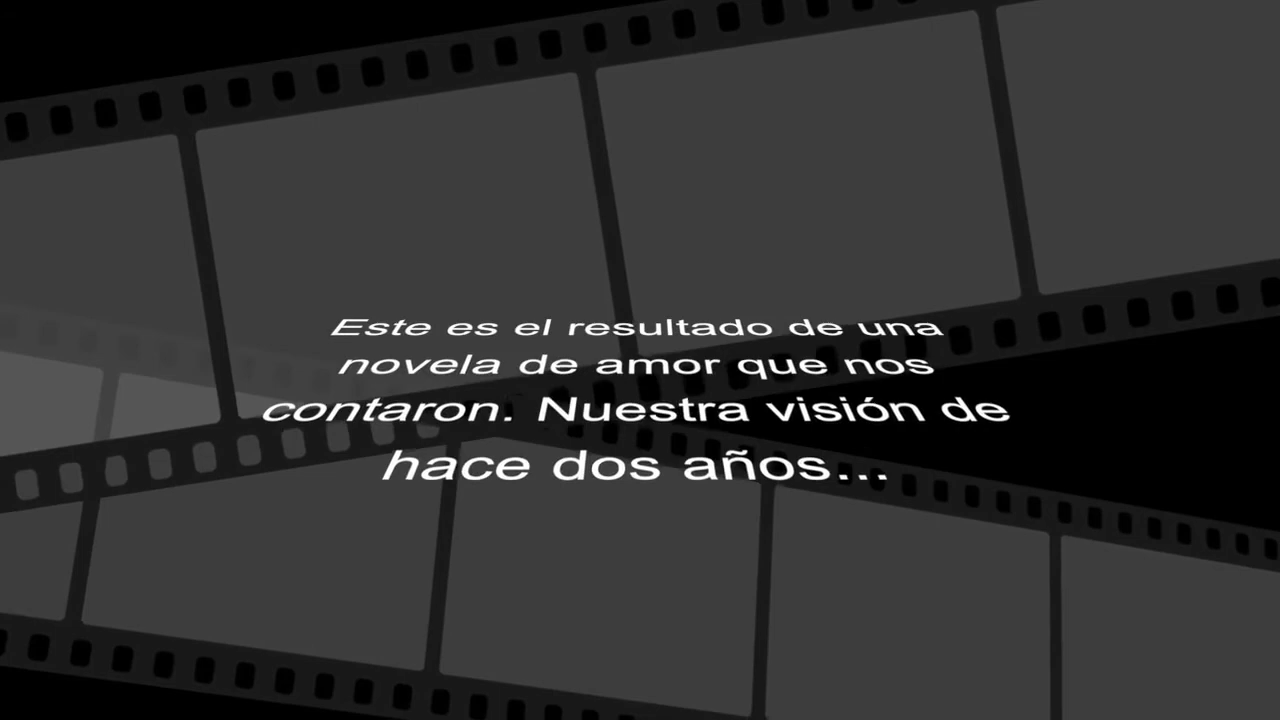 Este es el resultado de una
novela de amor que nos
contaron. Nuestra visión de
hace dos años...